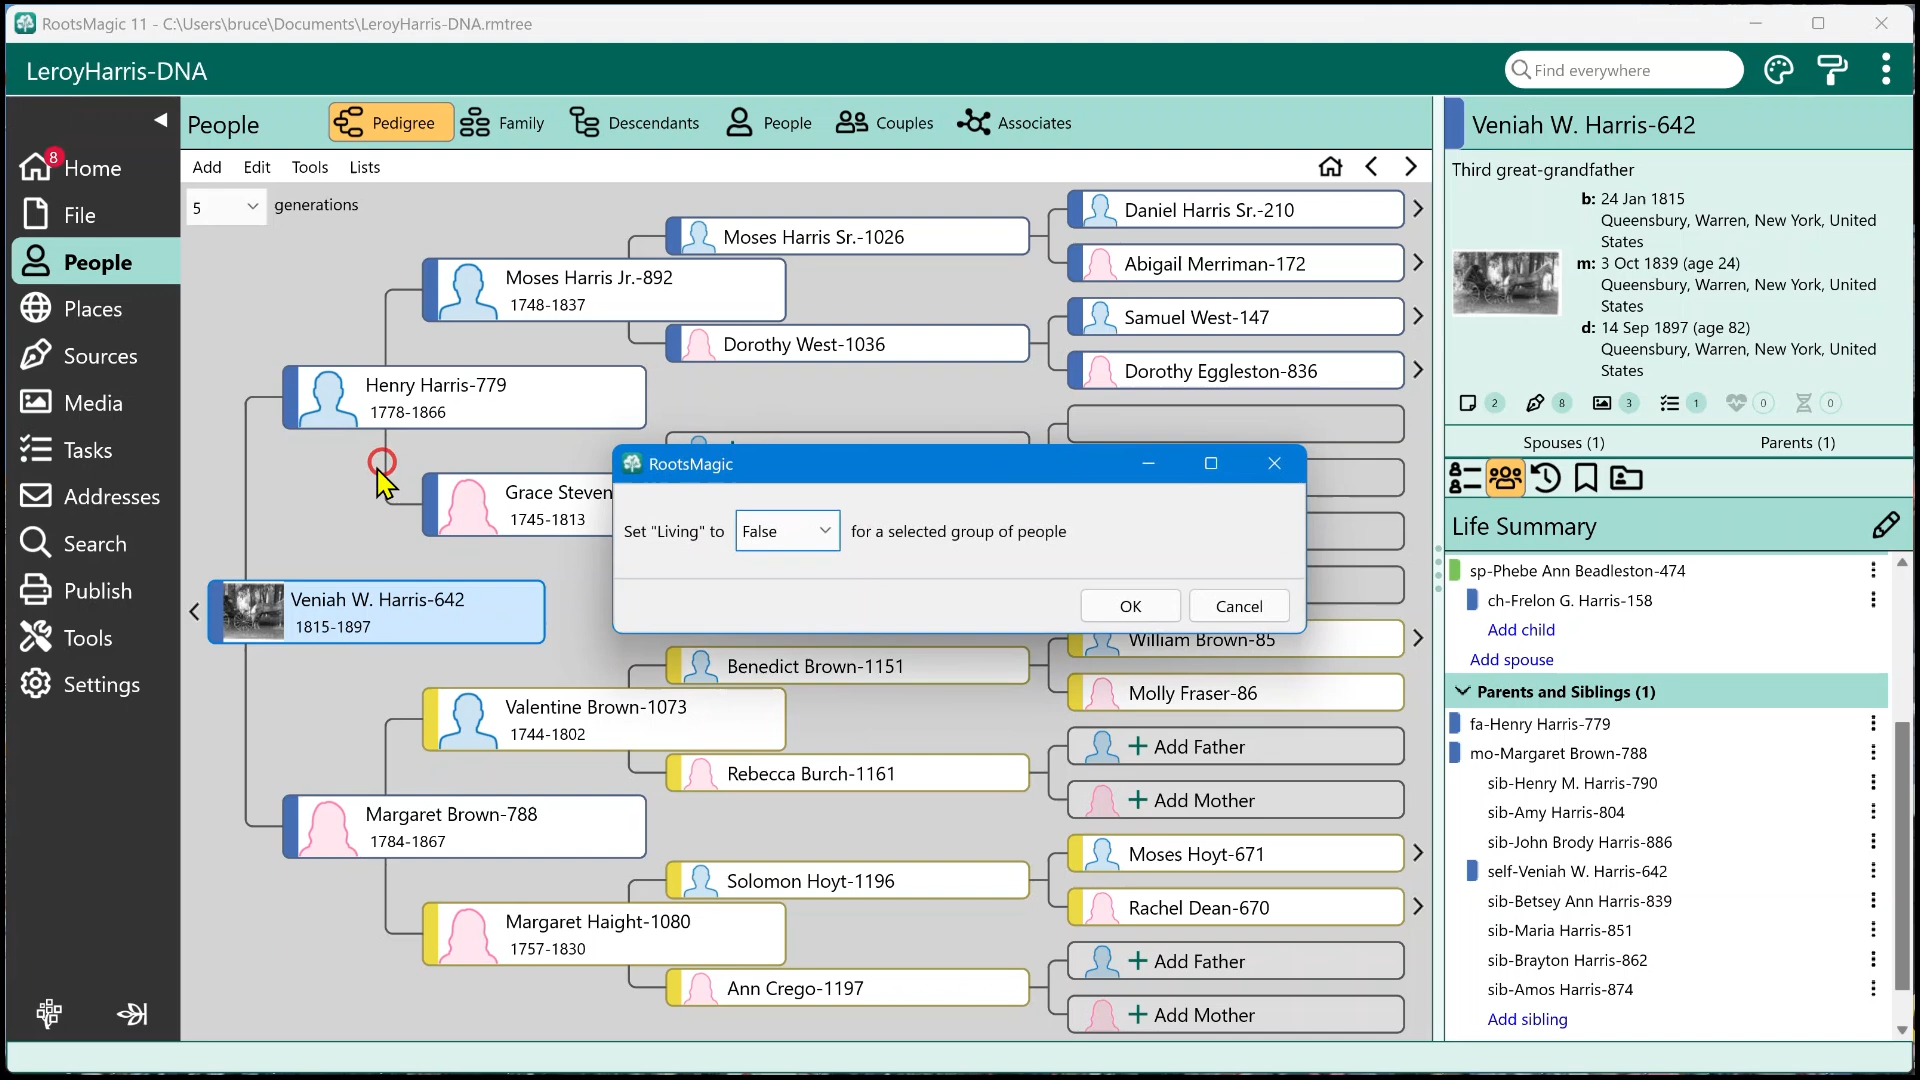 RootsMagic 11 - C:\Users\bruce\Documents\LeroyHarris-DNA.rmtree
LeroyHarris-DNA
Find everywhere
8
Home
File
People
Places
Sources
Media
Tasks
Addresses
Search
Publish
Tools
Settings
People
Pedigree
Family
Descendants
People
Couples
Associates
Add
Edit
Tools
Lists
5
generations
Daniel Harris Sr.-210
Moses Harris Sr.-1026
Abigail Merriman-172
Moses Harris Jr.-892
1748-1837
Samuel West-147
Dorothy West-1036
Dorothy Eggleston-836
Henry Harris-779
1778-1866
Grace Steven
1745-1813
Veniah W. Harris-642
1815-1897
William Brown-85
Benedict Brown-1151
Molly Fraser-86
Valentine Brown-1073
1744-1802
+ Add Father
Rebecca Burch-1161
+ Add Mother
Margaret Brown-788
1784-1867
Moses Hoyt-671
Solomon Hoyt-1196
Rachel Dean-670
Margaret Haight-1080
1757-1830
+ Add Father
Ann Crego-1197
+ Add Mother
RootsMagic
Set "Living" to
False
for a selected group of people
OK
Cancel
Veniah W. Harris-642
Third great-grandfather
b: 24 Jan 1815
Queensbury, Warren, New York, United
States
m: 3 Oct 1839 (age 24)
Queensbury, Warren, New York, United
States
d: 14 Sep 1897 (age 82)
Queensbury, Warren, New York, United
States
2
8
3
1
0
0
Spouses (1)
Parents (1)
Life Summary
sp-Phebe Ann Beadleston-474
ch-Frelon G. Harris-158
Add child
Add spouse
Parents and Siblings (1)
fa-Henry Harris-779
mo-Margaret Brown-788
sib-Henry M. Harris-790
sib-Amy Harris-804
sib-John Brody Harris-886
self-Veniah W. Harris-642
sib-Betsey Ann Harris-839
sib-Maria Harris-851
sib-Brayton Harris-862
sib-Amos Harris-874
Add sibling